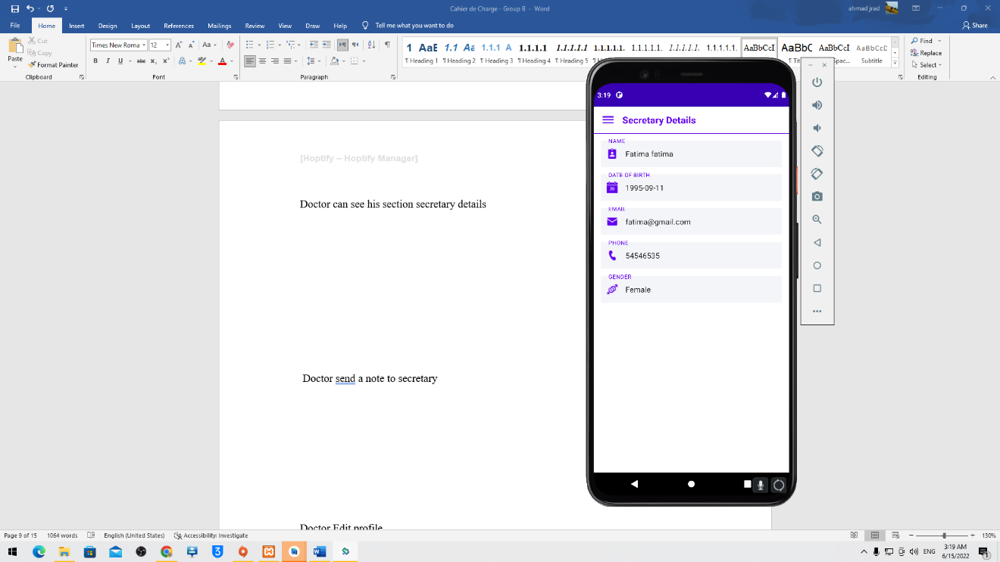 Cahier de Charge - Group B - Word
ahmad jrad
File Home Insert Design Layout References Mailings Review View Draw Help Tell me what you want to do
Share
Paste
Cut
Copy
Format Painter
Clipboard
Times New Roma 12
Font
Paragraph
1 AaE 1.1 Aa 1.1.1 A 1.1.1.1 1.1.1.1. 1.1.1.1. 1.1.1.1. 1.1.1.1. 1.1.1.1. AaBbCcI AaBbC AaBbCcI AaBbCcD
¶ Heading 1 ¶ Heading 2 ¶ Heading 3 ¶ Heading 4 ¶ Heading 5
Subtitle
Find
Replace
Select
Editing
[Hoptify – Hoptify Manager]
Doctor can see his section secretary details
Doctor send a note to secretary
Doctor Edit profile
3:19
Secretary Details
NAME
Fatima fatima
DATE OF BIRTH
1995-09-11
EMAIL
fatima@gmail.com
PHONE
54546535
GENDER
Female
Page 9 of 15 1064 words English (United States) Accessibility: Investigate
130%
ENG
3:19 AM
6/15/2022